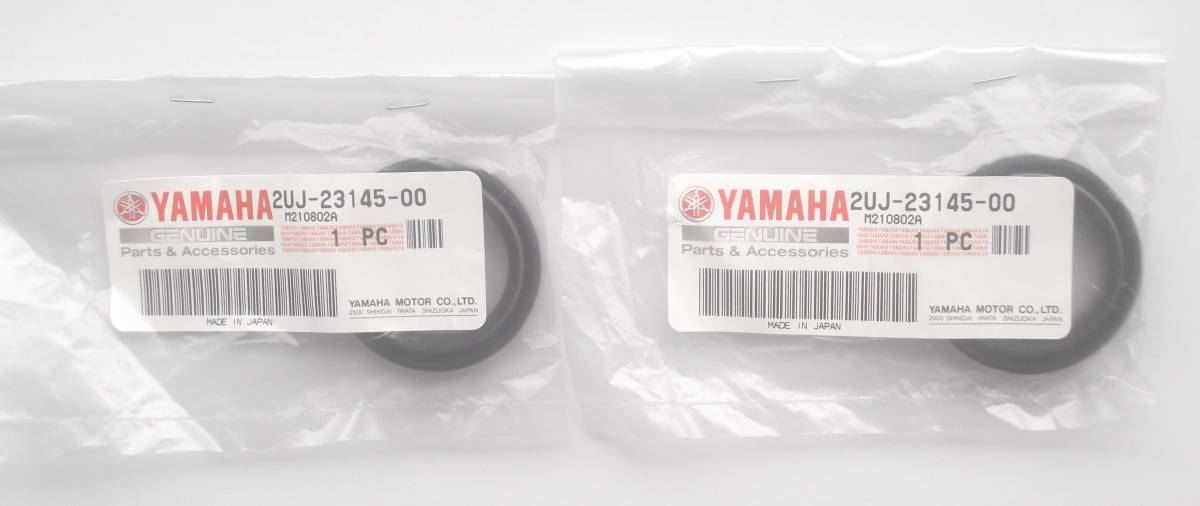 YAMAHA 2UJ-23145-00
M210802A
GENUINE
Parts & Accessories
1 PC
YAMAHA MOTOR CO.,LTD.
2500 SHINGAI IWATA SHIZUOKA JAPAN
MADE IN JAPAN
YAMAHA 2UJ-23145-00
M210802A
GENUINE
Parts & Accessories
1 PC
YAMAHA MOTOR CO.,LTD.
2500 SHINGAI IWATA SHIZUOKA JAPAN
MADE IN JAPAN